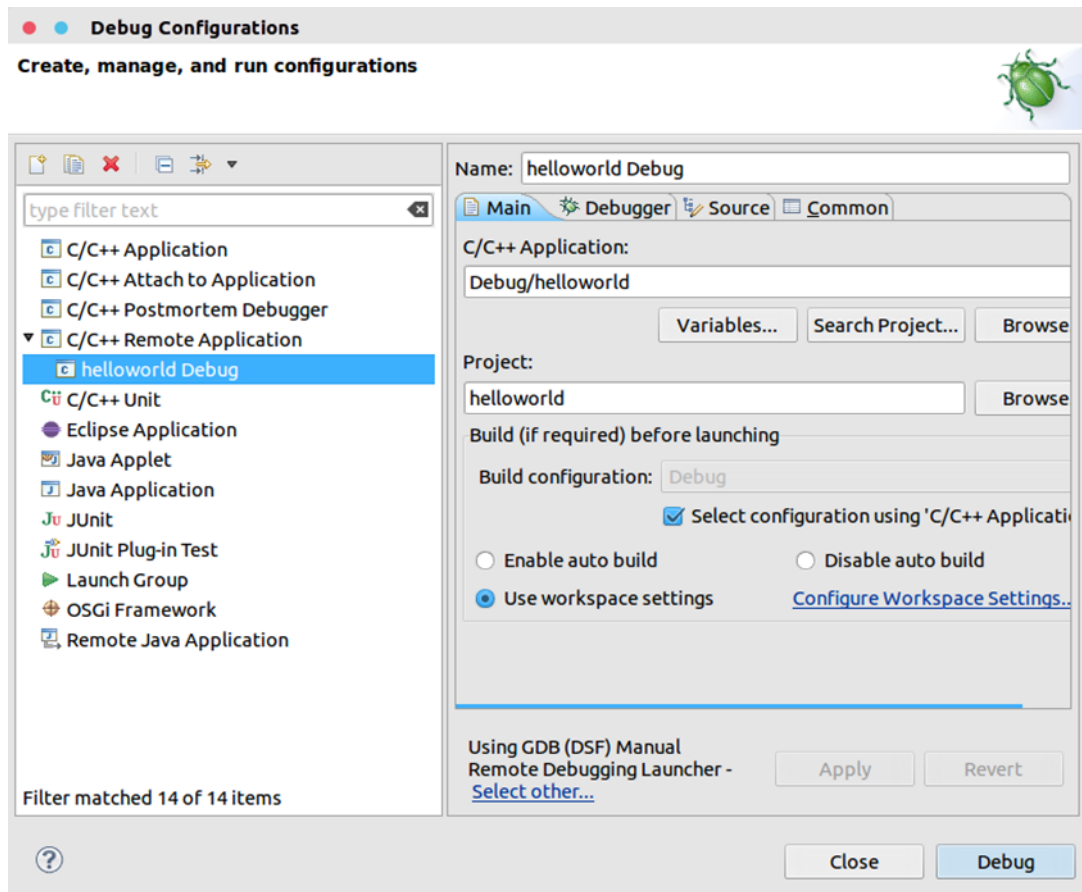 Debug Configurations
Create, manage, and run configurations
type filter text
C/C++ Application
C/C++ Attach to Application
C/C++ Postmortem Debugger
C/C++ Remote Application
helloworld Debug
C/C++ Unit
Eclipse Application
Java Applet
Java Application
JUnit
JUnit Plug-in Test
Launch Group
OSGi Framework
Remote Java Application
Filter matched 14 of 14 items
Name: helloworld Debug
Main Debugger Source Common
C/C++ Application:
Debug/helloworld
Variables... Search Project... Browse
Project:
helloworld Browse
Build (if required) before launching
Build configuration: Debug
Select configuration using 'C/C++ Applicati
Enable auto build Disable auto build
Use workspace settings Configure Workspace Settings..
Using GDB (DSF) Manual
Remote Debugging Launcher -
Select other...
Apply Revert
Close Debug